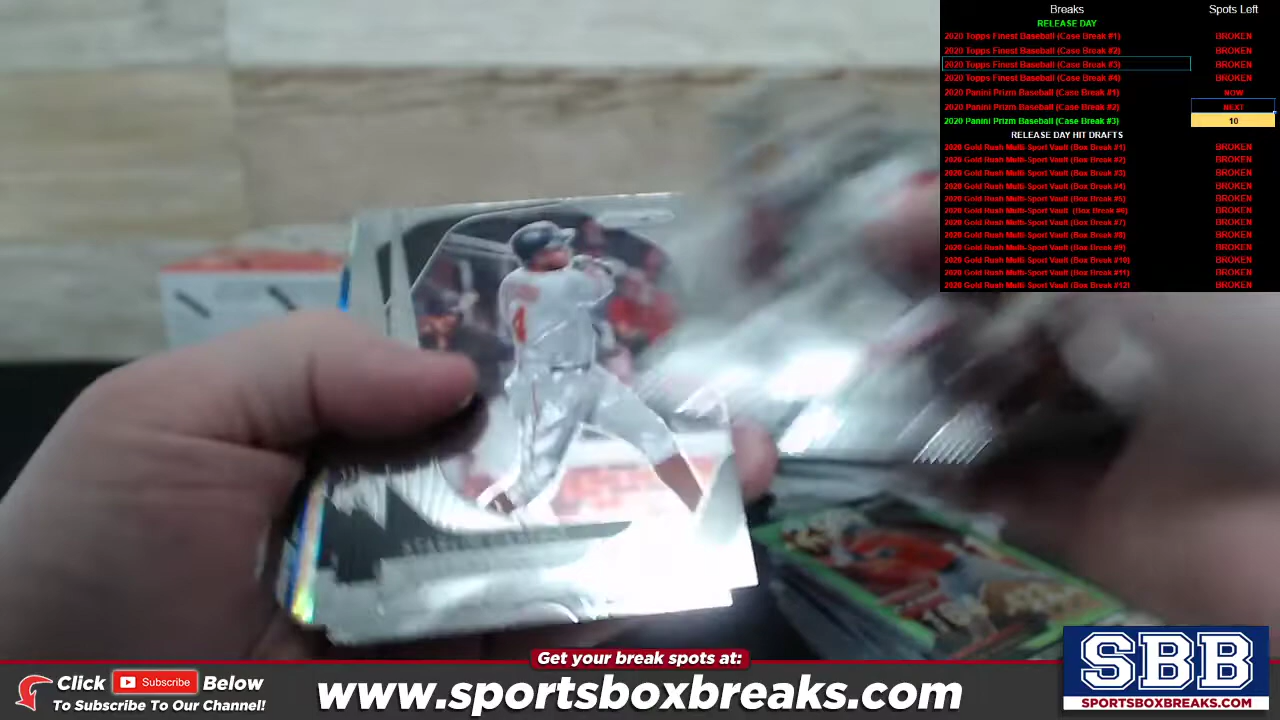 Breaks Spots Left
RELEASE DAY
2020 Topps Finest Baseball (Case Break #1) BROKEN
2020 Topps Finest Baseball (Case Break #2) BROKEN
2020 Topps Finest Baseball (Case Break #3) BROKEN
2020 Topps Finest Baseball (Case Break #4) BROKEN
2020 Panini Prizm Baseball (Case Break #1) NOW
2020 Panini Prizm Baseball (Case Break #2) NEXT
2020 Panini Prizm Baseball (Case Break #3) 10
RELEASE DAY HIT DRAFTS
2020 Gold Rush Multi-Sport Vault (Box Break #1) BROKEN
2020 Gold Rush Multi-Sport Vault (Box Break #2) BROKEN
2020 Gold Rush Multi-Sport Vault (Box Break #3) BROKEN
2020 Gold Rush Multi-Sport Vault (Box Break #4) BROKEN
2020 Gold Rush Multi-Sport Vault (Box Break #5) BROKEN
2020 Gold Rush Multi-Sport Vault (Box Break #6) BROKEN
2020 Gold Rush Multi-Sport Vault (Box Break #7) BROKEN
2020 Gold Rush Multi-Sport Vault (Box Break #8) BROKEN
2020 Gold Rush Multi-Sport Vault (Box Break #9) BROKEN
2020 Gold Rush Multi-Sport Vault (Box Break #10) BROKEN
2020 Gold Rush Multi-Sport Vault (Box Break #11) BROKEN
2020 Gold Rush Multi-Sport Vault (Box Break #12) BROKEN
4
Get your break spots at:
Click Subscribe Below
To Subscribe To Our Channel!
www.sportsboxbreaks.com
SBB
SPORTSBOXBREAKS.COM